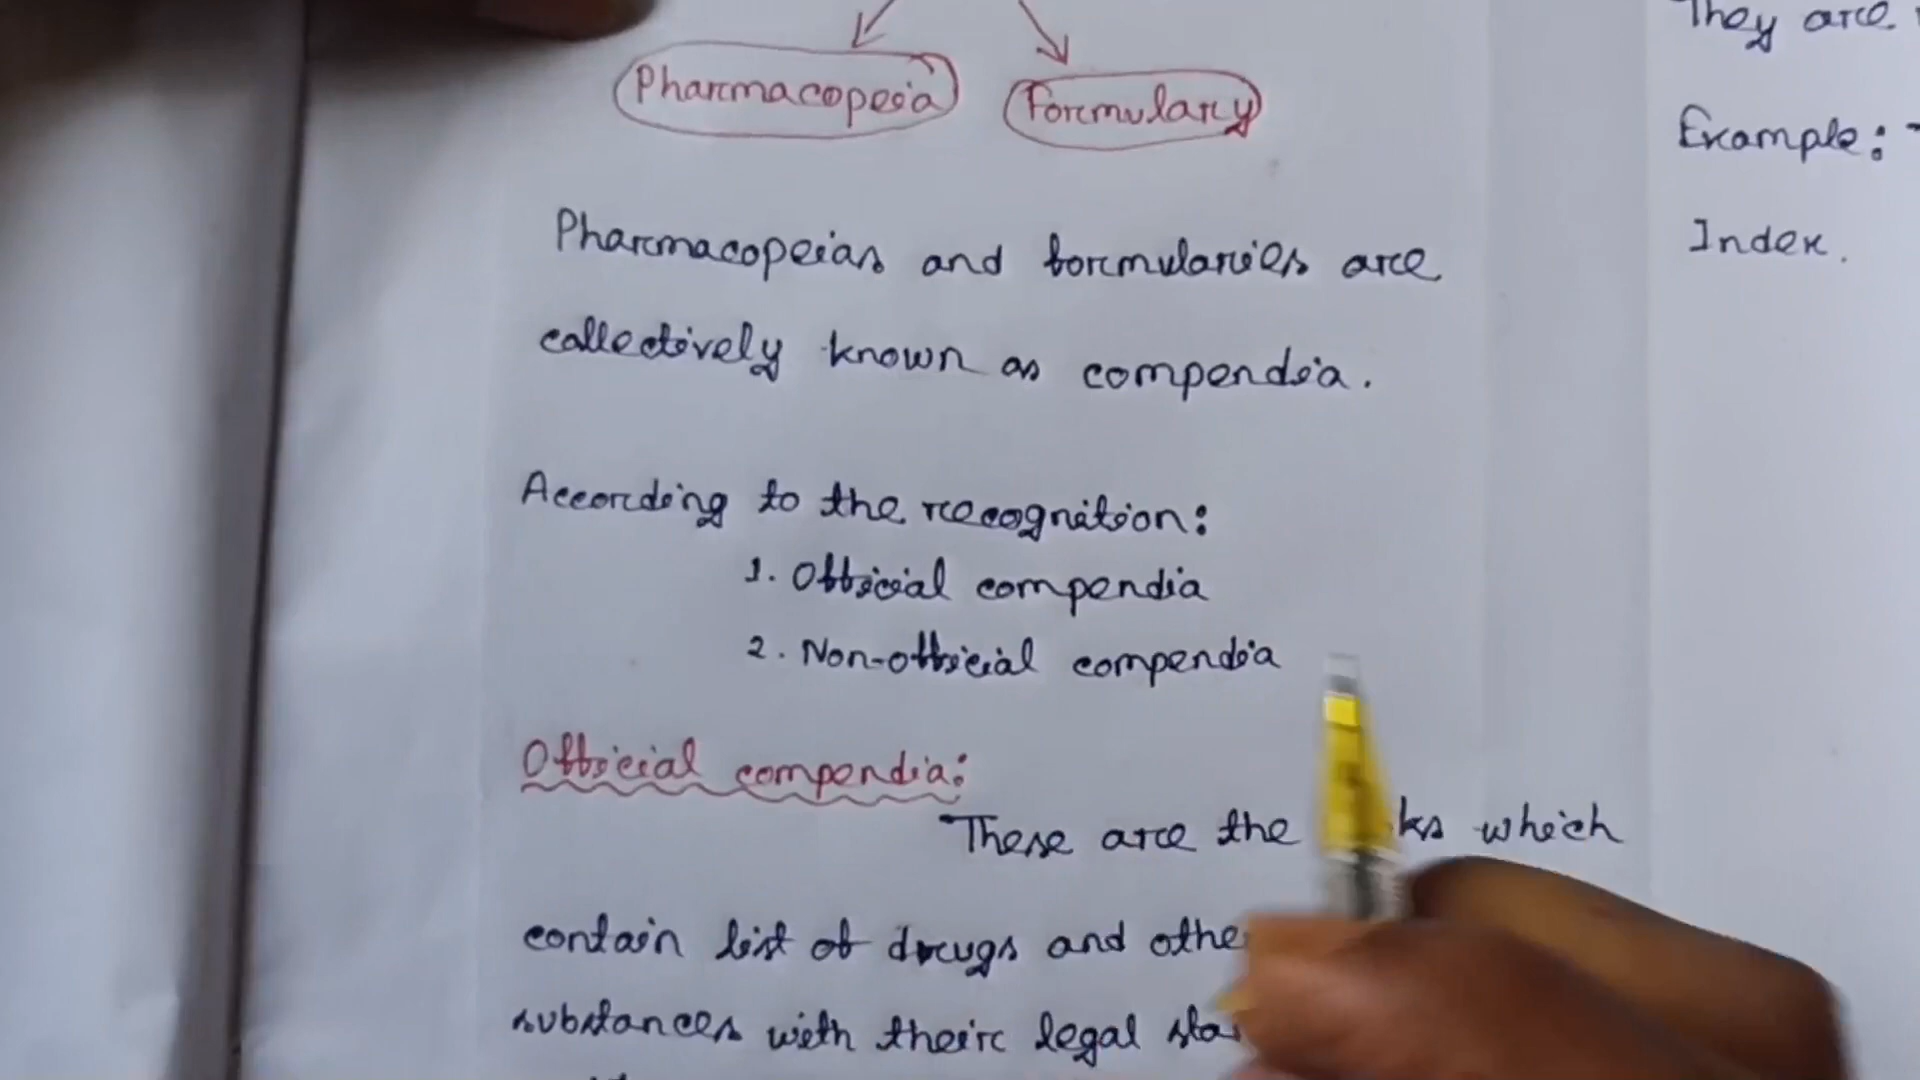 Pharmacopeia Formulary
Pharmacopeias and formularies are
collectively known as compendia.
According to the recognition:
1. Official compendia
2. Non-official compendia
Official compendia:
These are the which
contain list of drugs and other
substances with their legal
They are
Example:
Index.